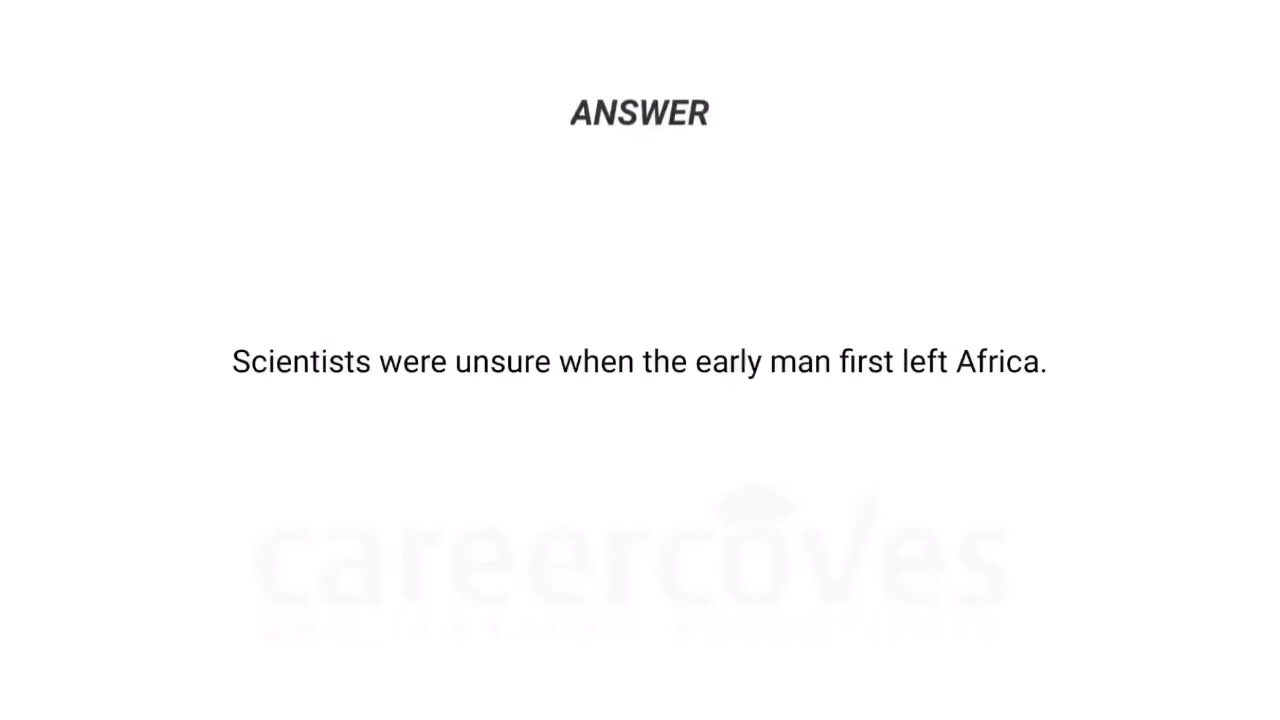 ANSWER
Scientists were unsure when the early man first left Africa.
careercoves